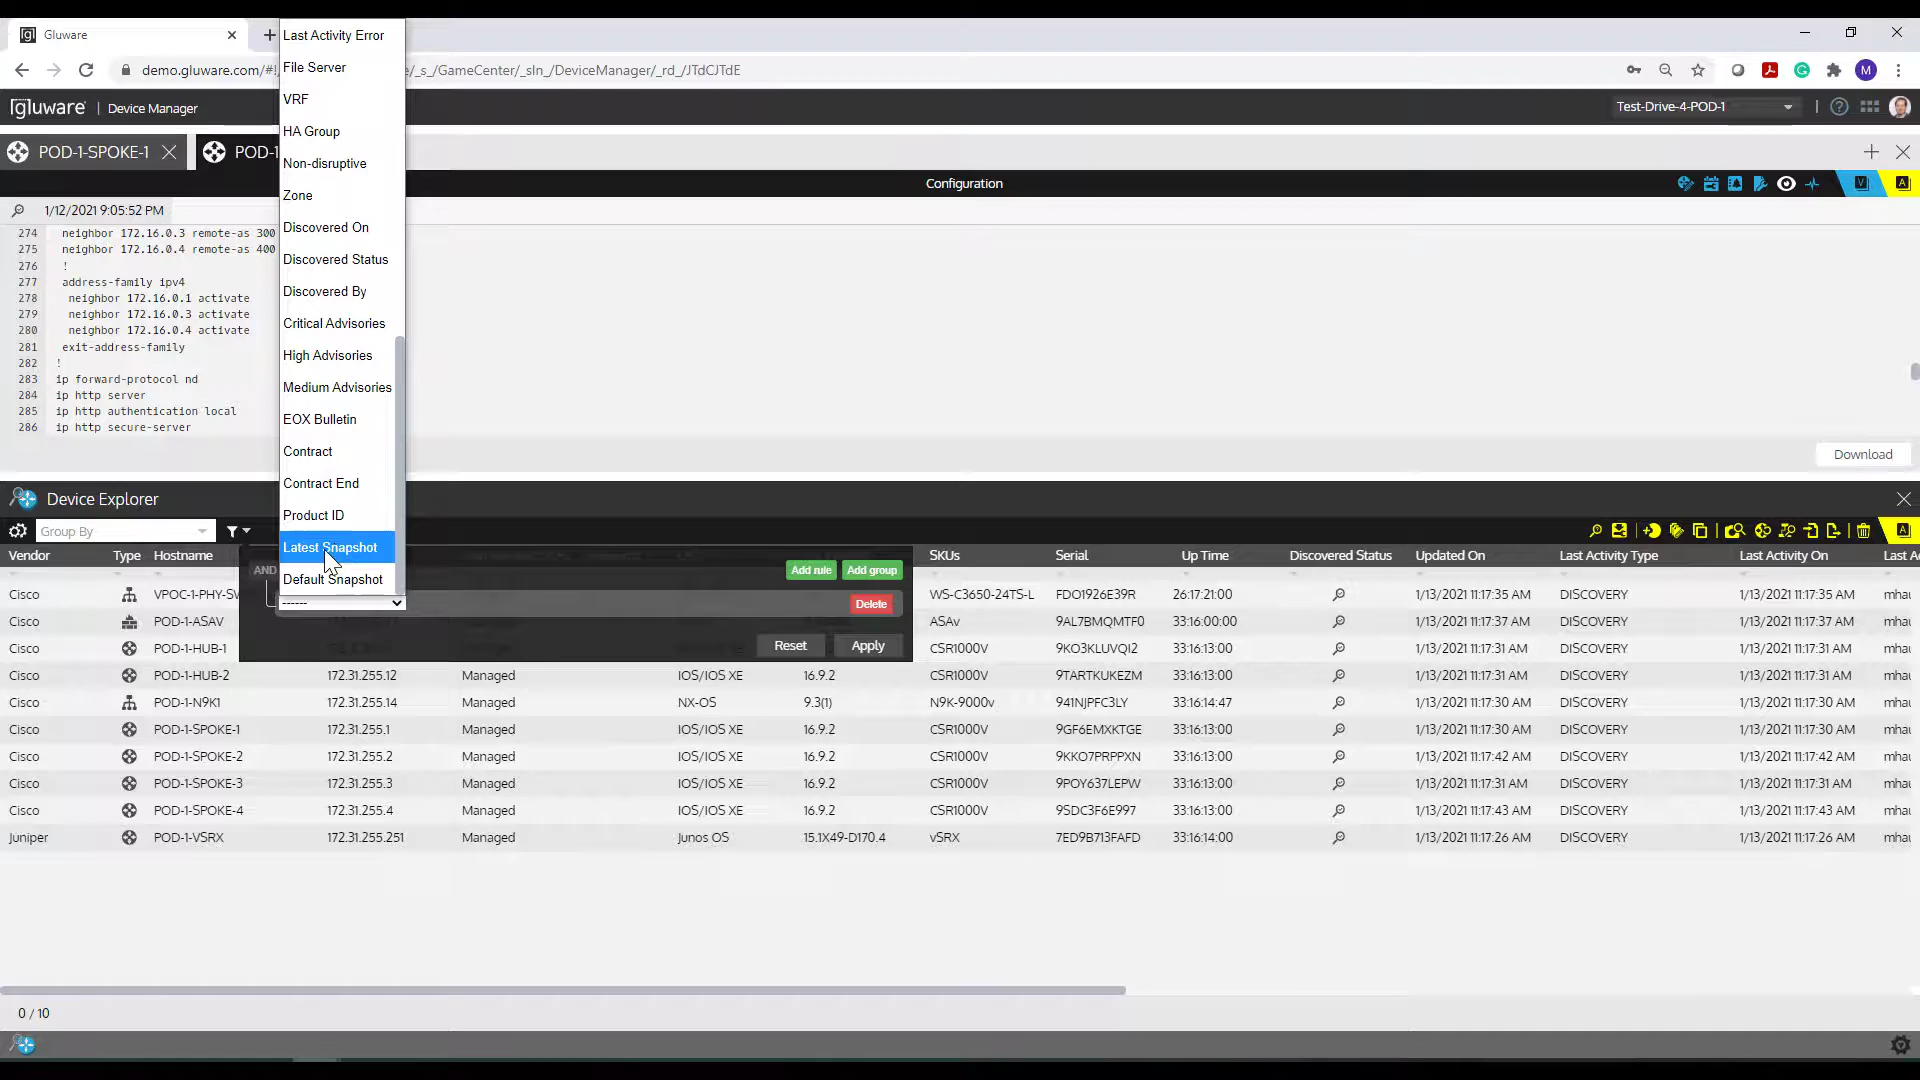 Gluware
demo.gluware.com/#!
e/_s_/GameCenter/_sln_/DeviceManager/_rd_/JTdCJTdE
M
[gluware] | Device Manager
Test-Drive-4-POD-1
POD-1-SPOKE-1
POD-1
Configuration
V
A
1/12/2021 9:05:52 PM
274 neighbor 172.16.0.3 remote-as 300
275 neighbor 172.16.0.4 remote-as 400
276 !
277 address-family ipv4
278 neighbor 172.16.0.1 activate
279 neighbor 172.16.0.3 activate
280 neighbor 172.16.0.4 activate
281 exit-address-family
282 !
283 ip forward-protocol nd
284 ip http server
285 ip http authentication local
286 ip http secure-server
Download
Last Activity Error
File Server
VRF
HA Group
Non-disruptive
Zone
Discovered On
Discovered Status
Discovered By
Critical Advisories
High Advisories
Medium Advisories
EOX Bulletin
Contract
Contract End
Product ID
Latest Snapshot
Default Snapshot
------
Device Explorer
Group By
A
AND
Add rule
Add group
Delete
Reset
Apply
Vendor Type Hostname SKUs Serial Up Time Discovered Status Updated On Last Activity Type Last Activity On Last A
Cisco VPOC-1-PHY-SV WS-C3650-24TS-L FDO1926E39R 26:17:21:00 1/13/2021 11:17:35 AM DISCOVERY 1/13/2021 11:17:35 AM mhau
Cisco POD-1-ASAV ASAv 9AL7BMQMTF0 33:16:00:00 1/13/2021 11:17:37 AM DISCOVERY 1/13/2021 11:17:37 AM mhau
Cisco POD-1-HUB-1 CSR1000V 9KO3KLUVQI2 33:16:13:00 1/13/2021 11:17:31 AM DISCOVERY 1/13/2021 11:17:31 AM mhau
Cisco POD-1-HUB-2 172.31.255.12 Managed IOS/IOS XE 16.9.2 CSR1000V 9TARTKUKEZM 33:16:13:00 1/13/2021 11:17:31 AM DISCOVERY 1/13/2021 11:17:31 AM mhau
Cisco POD-1-N9K1 172.31.255.14 Managed NX-OS 9.3(1) N9K-9000v 941NJPFC3LY 33:16:14:47 1/13/2021 11:17:30 AM DISCOVERY 1/13/2021 11:17:30 AM mhau
Cisco POD-1-SPOKE-1 172.31.255.1 Managed IOS/IOS XE 16.9.2 CSR1000V 9GF6EMXKTGE 33:16:13:00 1/13/2021 11:17:30 AM DISCOVERY 1/13/2021 11:17:30 AM mhau
Cisco POD-1-SPOKE-2 172.31.255.2 Managed IOS/IOS XE 16.9.2 CSR1000V 9KKO7PRPPXN 33:16:13:00 1/13/2021 11:17:42 AM DISCOVERY 1/13/2021 11:17:42 AM mhau
Cisco POD-1-SPOKE-3 172.31.255.3 Managed IOS/IOS XE 16.9.2 CSR1000V 9POY637LEPW 33:16:13:00 1/13/2021 11:17:31 AM DISCOVERY 1/13/2021 11:17:31 AM mhau
Cisco POD-1-SPOKE-4 172.31.255.4 Managed IOS/IOS XE 16.9.2 CSR1000V 9SDC3F6E997 33:16:13:00 1/13/2021 11:17:43 AM DISCOVERY 1/13/2021 11:17:43 AM mhau
Juniper POD-1-VSRX 172.31.255.251 Managed Junos OS 15.1X49-D170.4 vSRX 7ED9B713FAFD 33:16:14:00 1/13/2021 11:17:26 AM DISCOVERY 1/13/2021 11:17:26 AM mhau
0 / 10